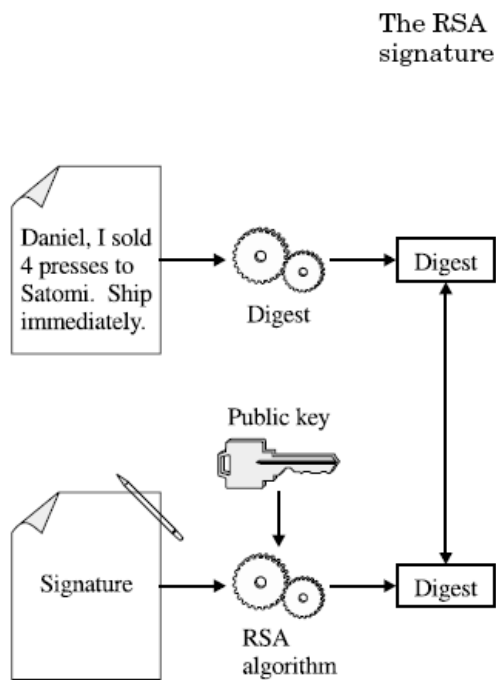 The RSA
signature
Daniel, I sold
4 presses to
Satomi. Ship
immediately.
Digest
Digest
Public key
Signature
RSA
algorithm
Digest